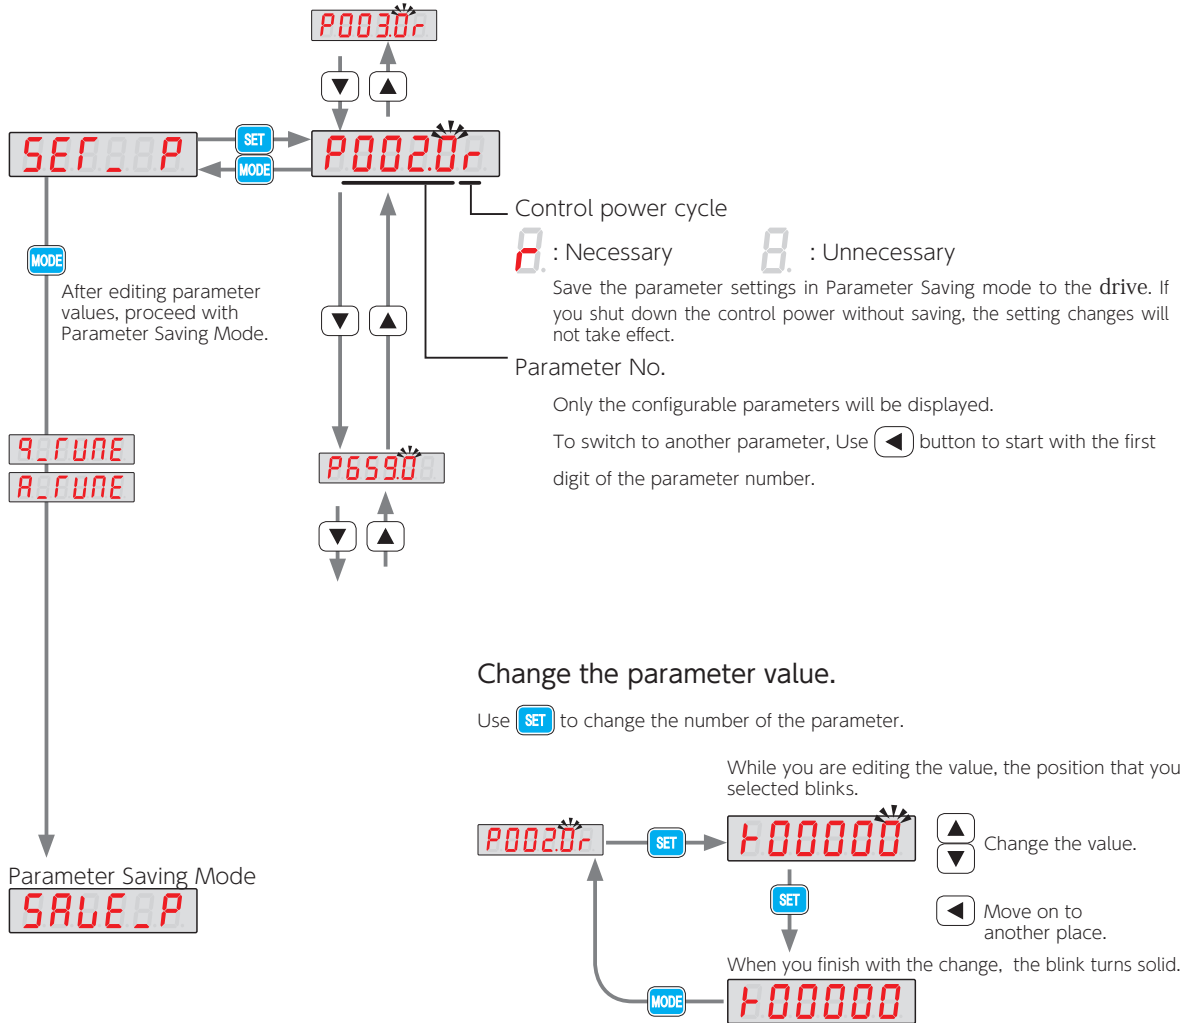 P003.0r
SET_ P
SET
MODE
P002.0r
Control power cycle
r : Necessary
8. : Unnecessary
MODE
After editing parameter
values, proceed with
Parameter Saving Mode.
Save the parameter settings in Parameter Saving mode to the drive. If
you shut down the control power without saving, the setting changes will
not take effect.
Parameter No.
Only the configurable parameters will be displayed.
To switch to another parameter, Use button to start with the first
digit of the parameter number.
q_TUNE
A_TUNE
P659.0
Change the parameter value.
Use SET to change the number of the parameter.
While you are editing the value, the position that you
selected blinks.
P002.0r
SET
⊦00000
Change the value.
SET
Move on to
another place.
When you finish with the change, the blink turns solid.
MODE
⊦00000
Parameter Saving Mode
SAVE_P